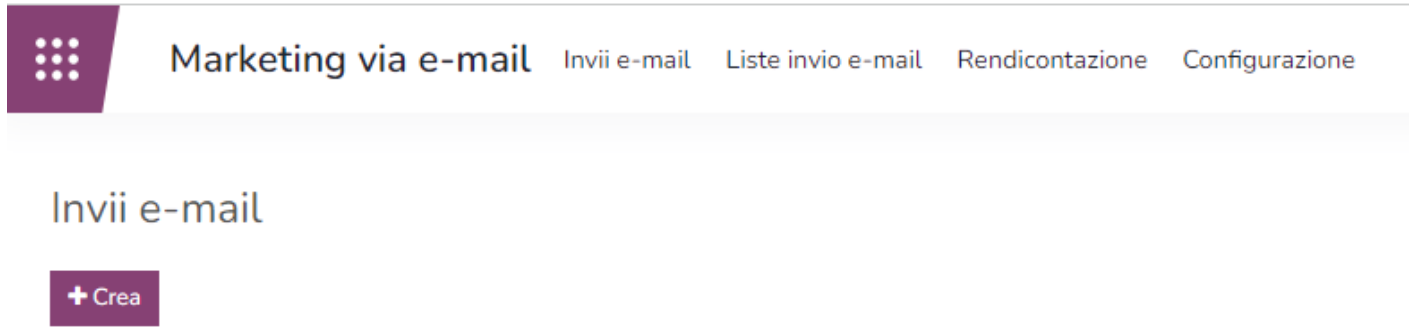 Marketing via e-mail Invii e-mail Liste invio e-mail Rendicontazione Configurazione
Invii e-mail
+ Crea